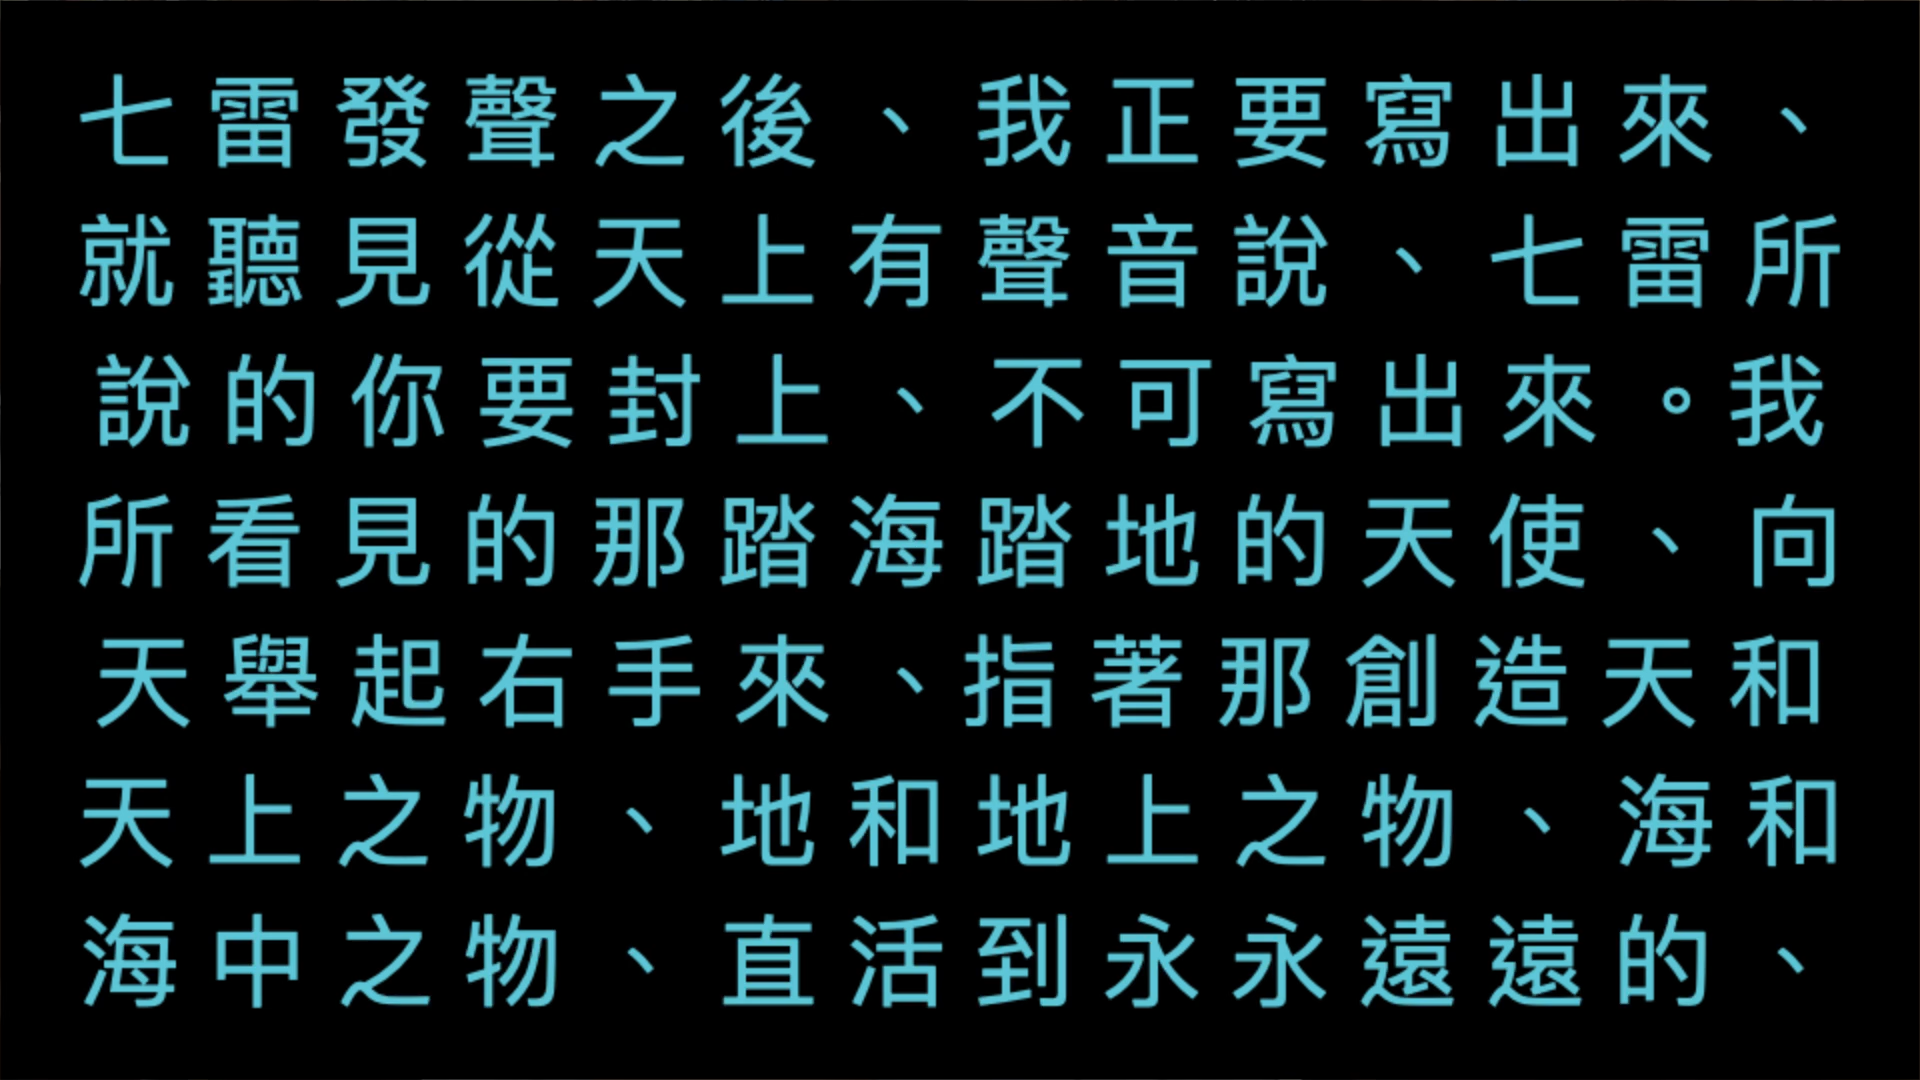 七雷發聲之後、我正要寫出來、
就聽見從天上有聲音說、七雷所
說的你要封上、不可寫出來。我
所看見的那踏海踏地的天使、向
天舉起右手來、指著那創造天和
天上之物、地和地上之物、海和
海中之物、直活到永永遠遠的、